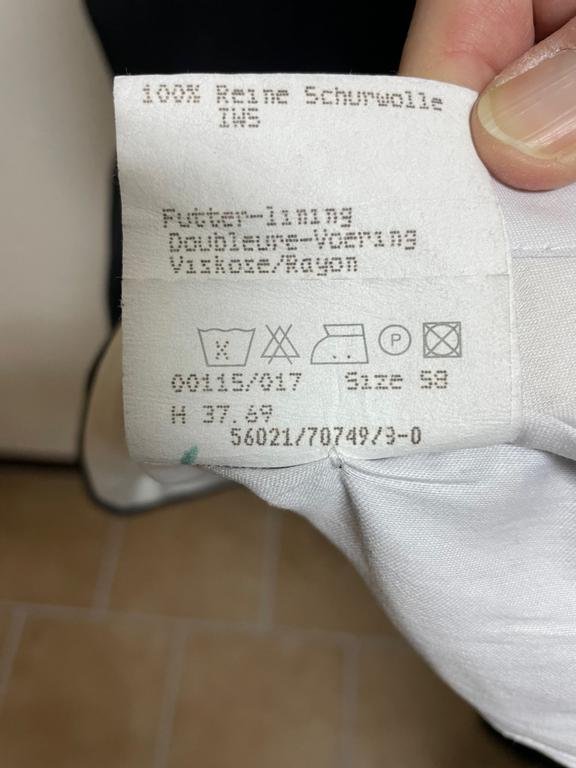 100% Reine Schurwolle
IWS
Futter-lining
Doubleure-Voering
Viskose/Rayon
P
00115/017 Size 58
H 37.69
56021/70749/3-0